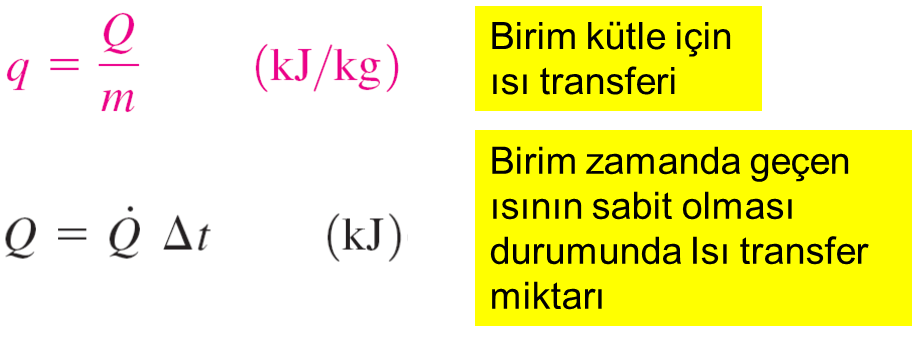 q = Q/m (kJ/kg)
Birim kütle için
ısı transferi
Q = Q̇ Δt (kJ)
Birim zamanda geçen
ısının sabit olması
durumunda Isı transfer
miktarı